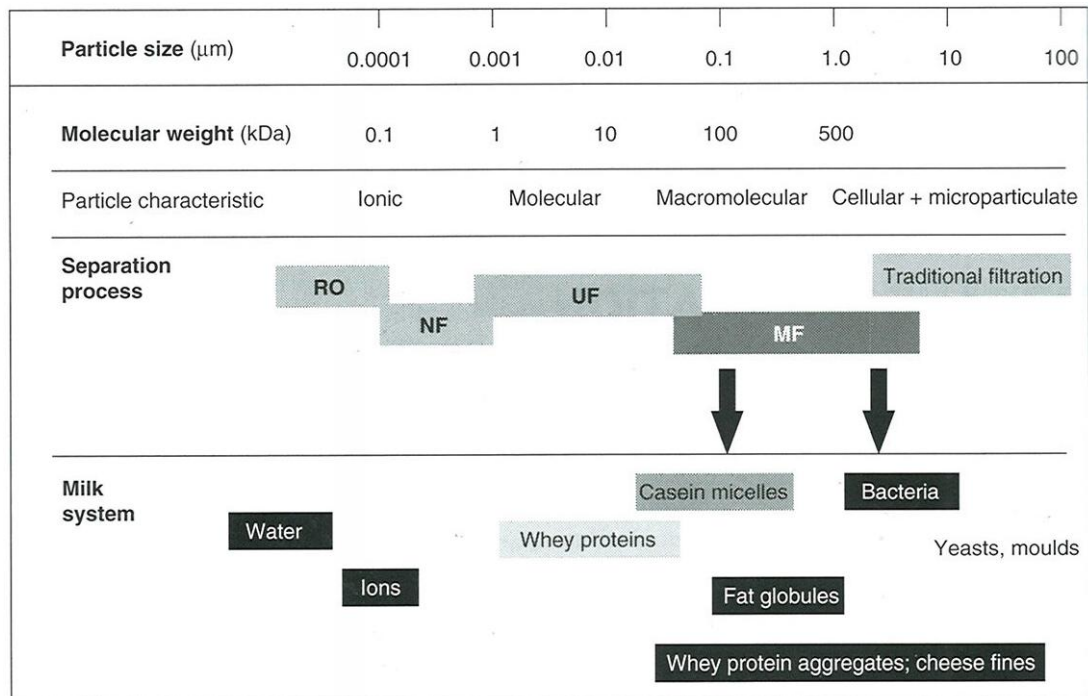 Particle size (μm)
0.0001 0.001 0.01 0.1 1.0 10 100
Molecular weight (kDa) 0.1 1 10 100 500
Particle characteristic Ionic Molecular Macromolecular Cellular + microparticulate
Separation
process
RO
NF
UF
MF
Traditional filtration
Milk
system
Casein micelles
Bacteria
Water
Whey proteins
Yeasts, moulds
Ions
Fat globules
Whey protein aggregates; cheese fines